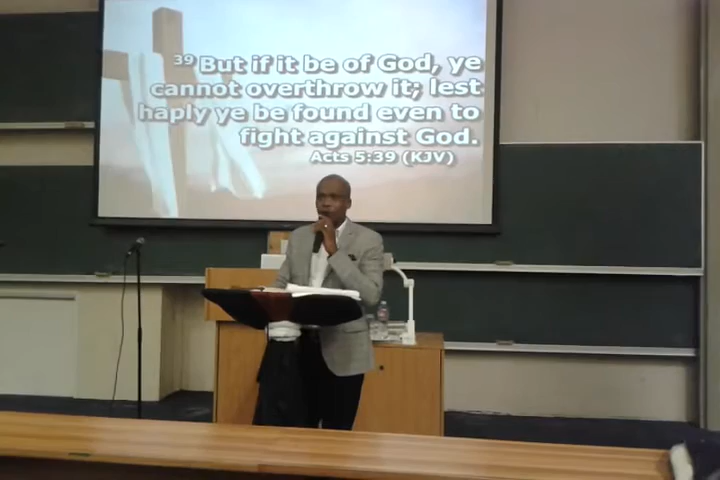 39 But if it be of God, ye
cannot overthrow it; lest
haply ye be found even to
fight against God.
Acts 5:39 (KJV)